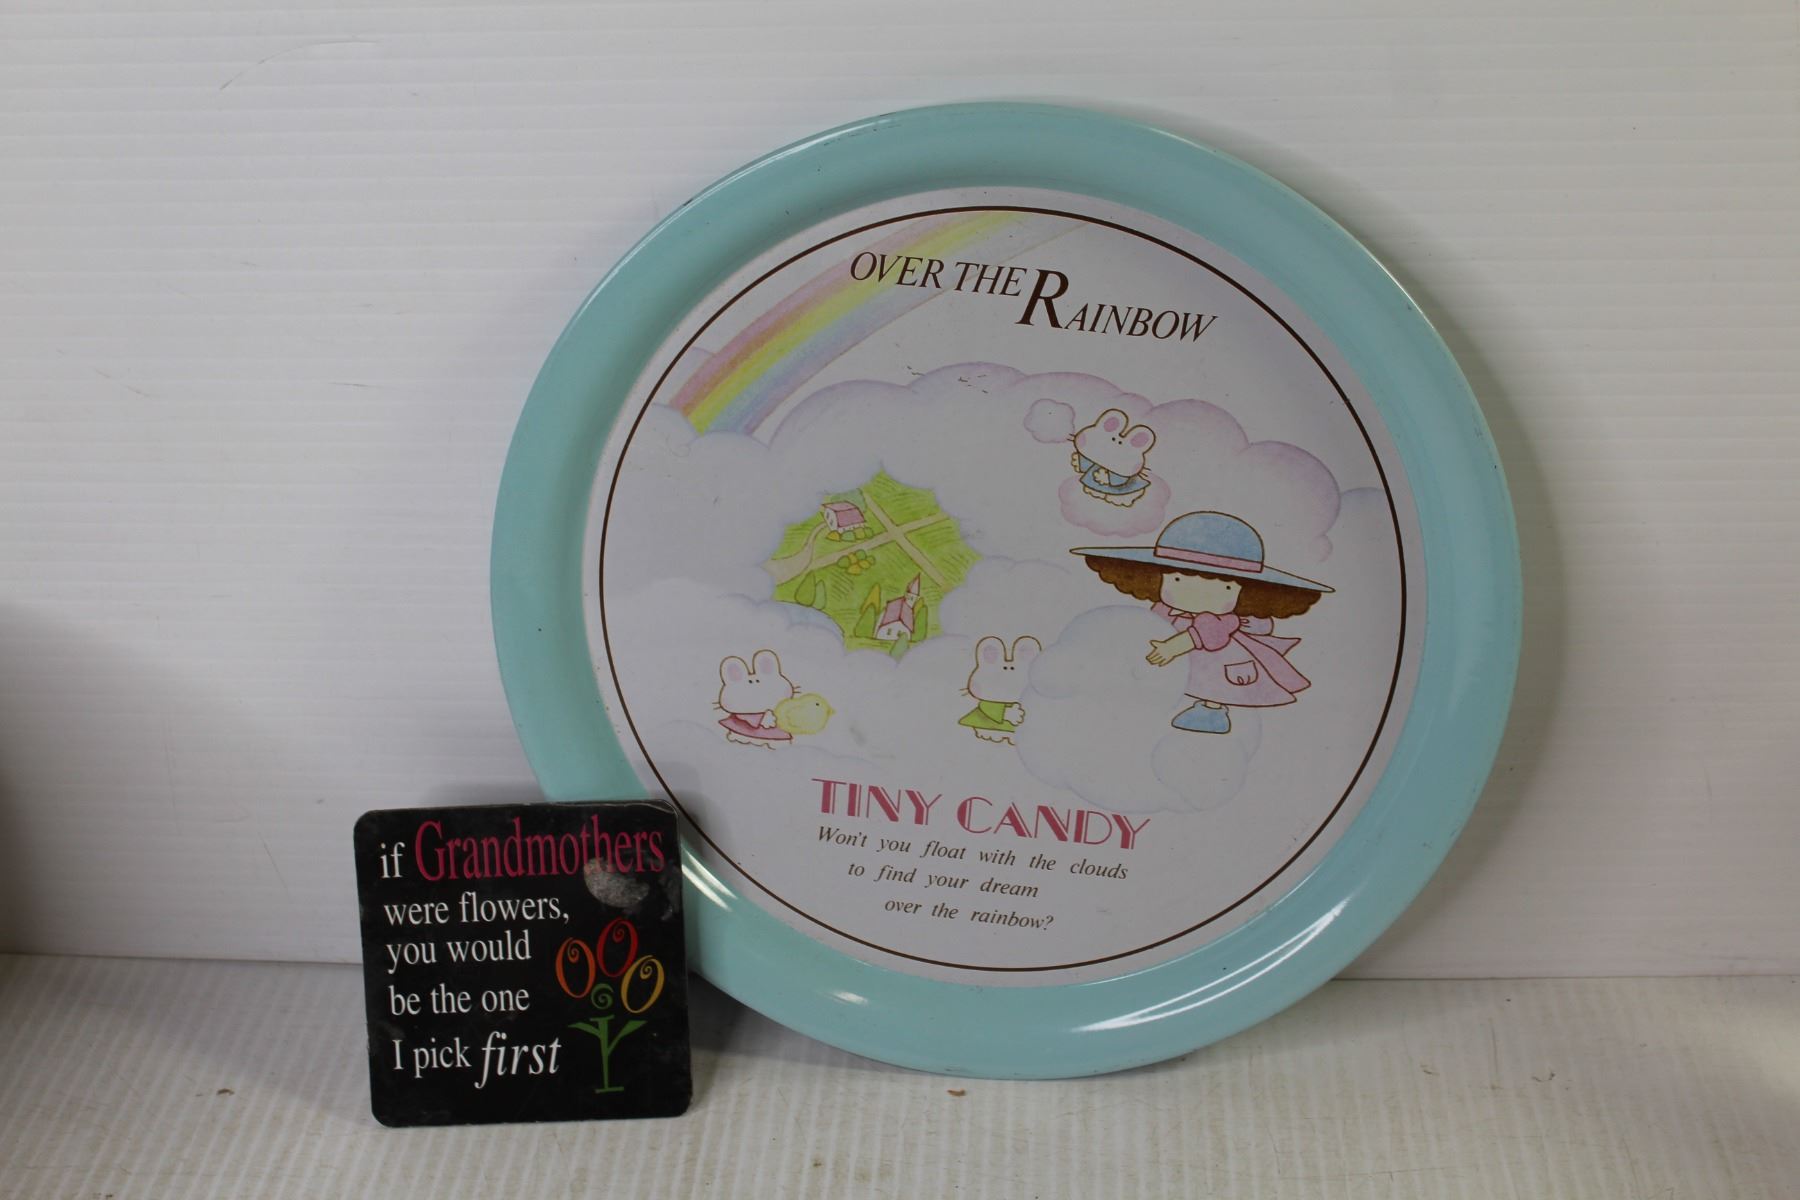 OVER THE RAINBOW
TINY CANDY
Won't you float with the clouds
to find your dream
over the rainbow?
if Grandmothers
were flowers,
you would
be the one
I pick first